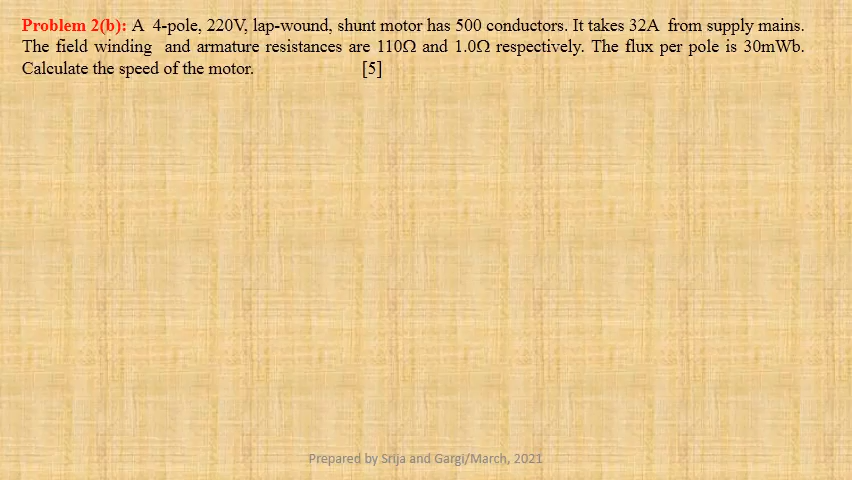 Problem 2(b): A 4-pole, 220V, lap-wound, shunt motor has 500 conductors. It takes 32A from supply mains.
The field winding and armature resistances are 110Ω and 1.0Ω respectively. The flux per pole is 30mWb.
Calculate the speed of the motor. [5]
Prepared by Srija and Gargi/March, 2021